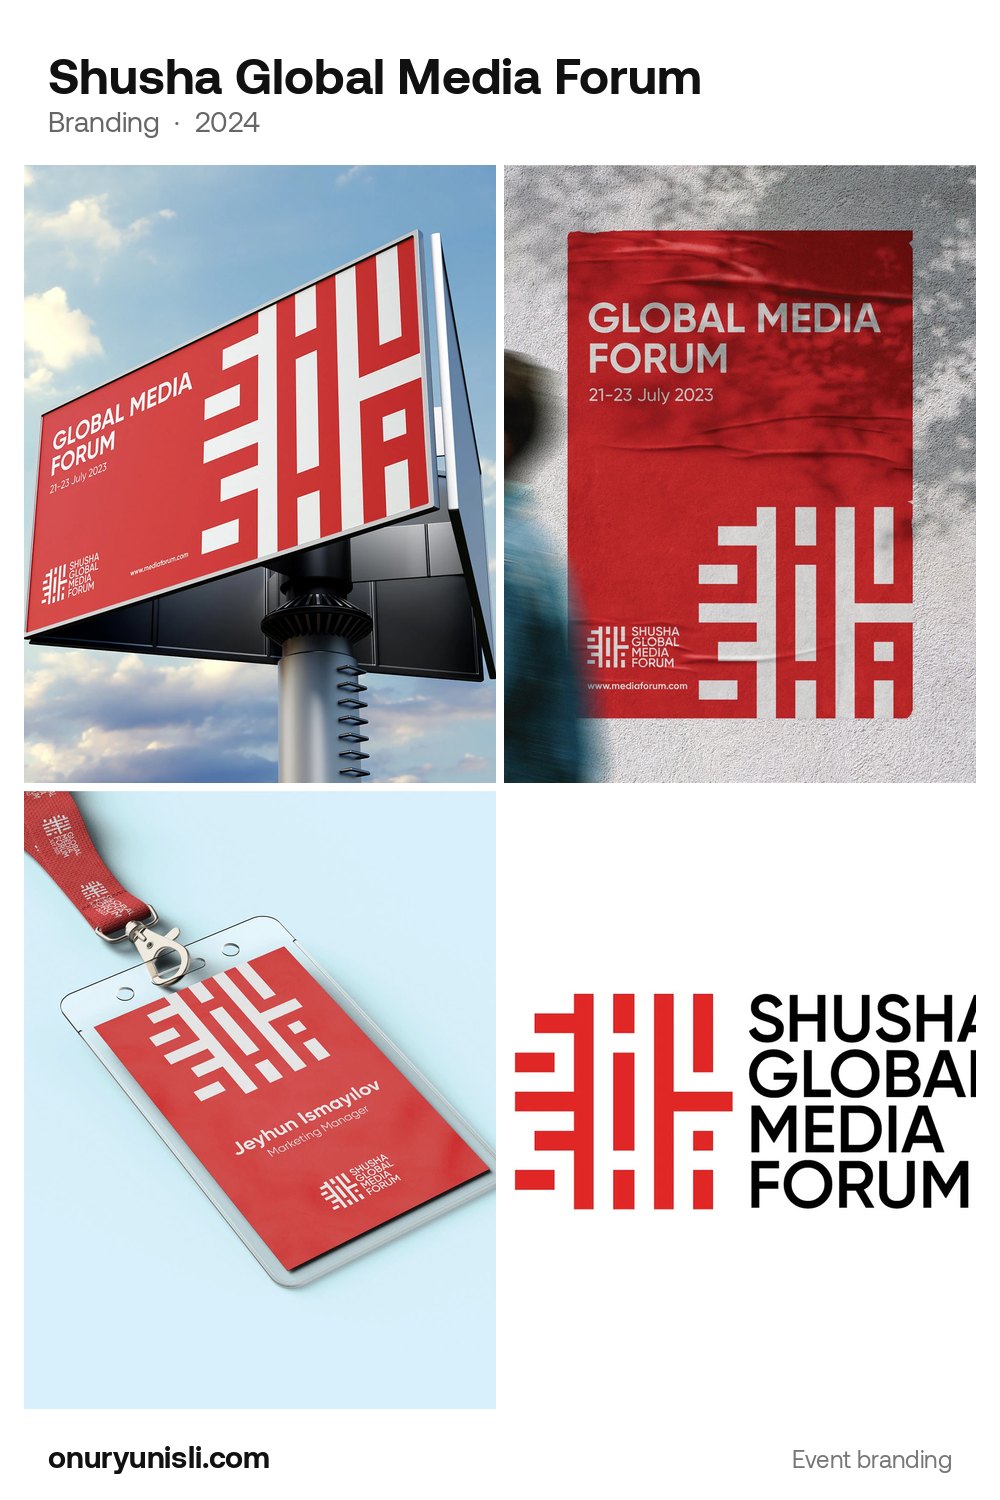 Shusha Global Media Forum
Branding · 2024
GLOBAL MEDIA
FORUM
21-23 July 2023
SHUSHA
GLOBAL
MEDIA
FORUM
www.mediaforum.com
GLOBAL MEDIA
FORUM
21-23 July 2023
SHUSHA
GLOBAL
MEDIA
FORUM
www.mediaforum.com
Jeyhun Ismayılov
Marketing Manager
SHUSHA
GLOBAL
MEDIA
FORUM
SHUSHA
GLOBAL
MEDIA
FORUM
onuryunisli.com
Event branding